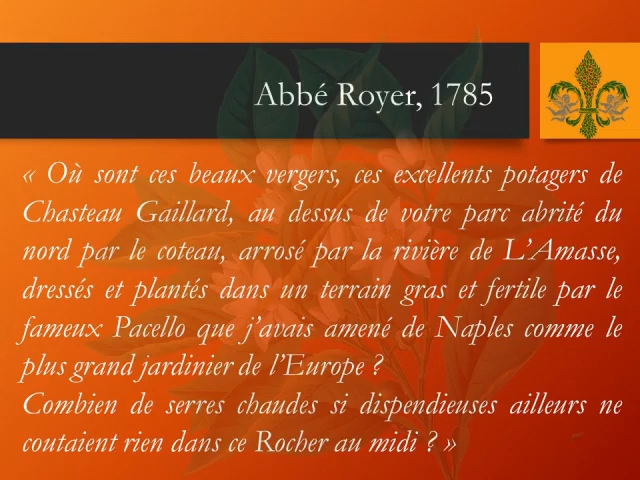 Abbé Royer, 1785
« Où sont ces beaux vergers, ces excellents potagers de
Chasteau Gaillard, au dessus de votre parc abrité du
nord par le coteau, arrosé par la rivière de L’Amasse,
dressés et plantés dans un terrain gras et fertile par le
fameux Pacello que j’avais amené de Naples comme le
plus grand jardinier de l’Europe ?
Combien de serres chaudes si dispendieuses ailleurs ne
coutaient rien dans ce Rocher au midi ? »